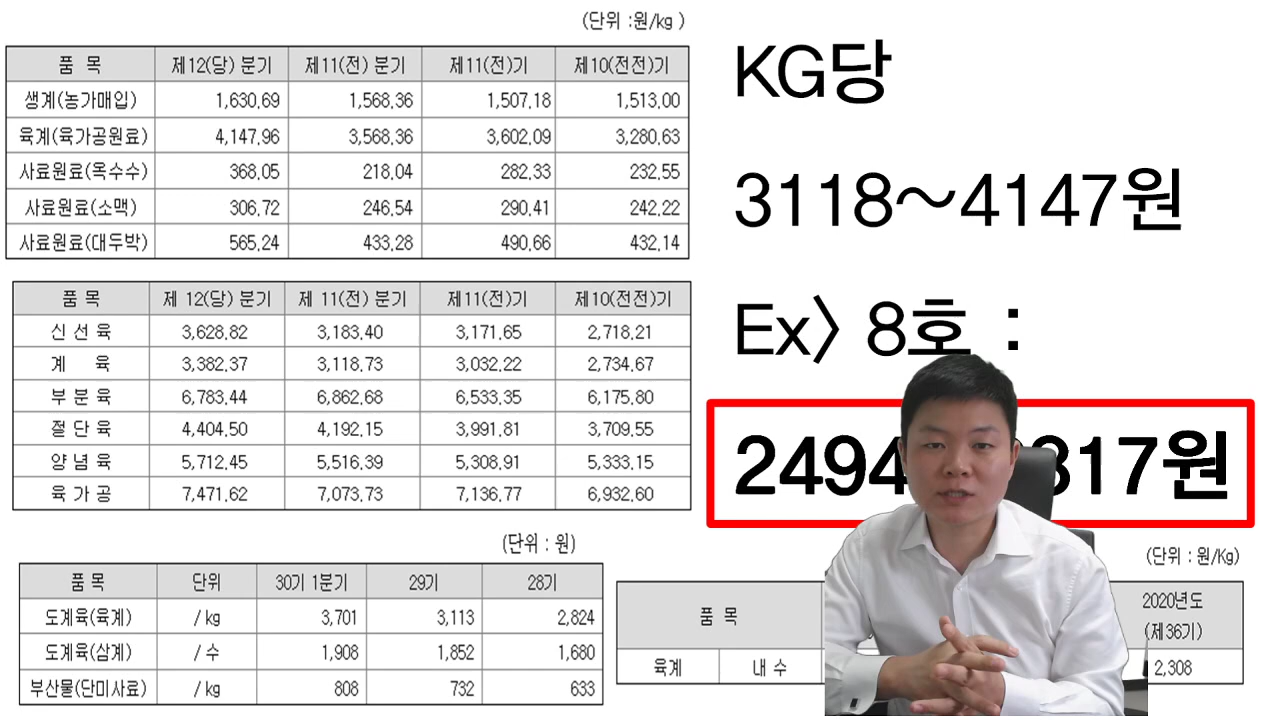 (단위 :원/kg )
품 목 제12(당) 분기 제11(전) 분기 제11(전)기 제10(전전)기
생계(농가매입) 1,630.69 1,568.36 1,507.18 1,513.00
육계(육가공원료) 4,147.96 3,568.36 3,602.09 3,280.63
사료원료(옥수수) 368.05 218.04 282.33 232.55
사료원료(소맥) 306.72 246.54 290.41 242.22
사료원료(대두박) 565.24 433.28 490.66 432.14
품 목 제 12(당) 분기 제 11(전) 분기 제11(전)기 제10(전전)기
신 선 육 3,628.82 3,183.40 3,171.65 2,718.21
계 육 3,382.37 3,118.73 3,032.22 2,734.67
부 분 육 6,783.44 6,862.68 6,533.35 6,175.80
절 단 육 4,404.50 4,192.15 3,991.81 3,709.55
양 념 육 5,712.45 5,516.39 5,308.91 5,333.15
육 가 공 7,471.62 7,073.73 7,136.77 6,932.60
(단위 : 원)
품 목 단위 30기 1분기 29기 28기
도계육(육계) / kg 3,701 3,113 2,824
도계육(삼계) / 수 1,908 1,852 1,680
부산물(단미사료) / kg 808 732 633
KG당
3118~4147원
Ex> 8호 :
2494 317원
(단위 : 원/Kg)
품 목 2020년도
(제36기)
육계 내 수 2,308